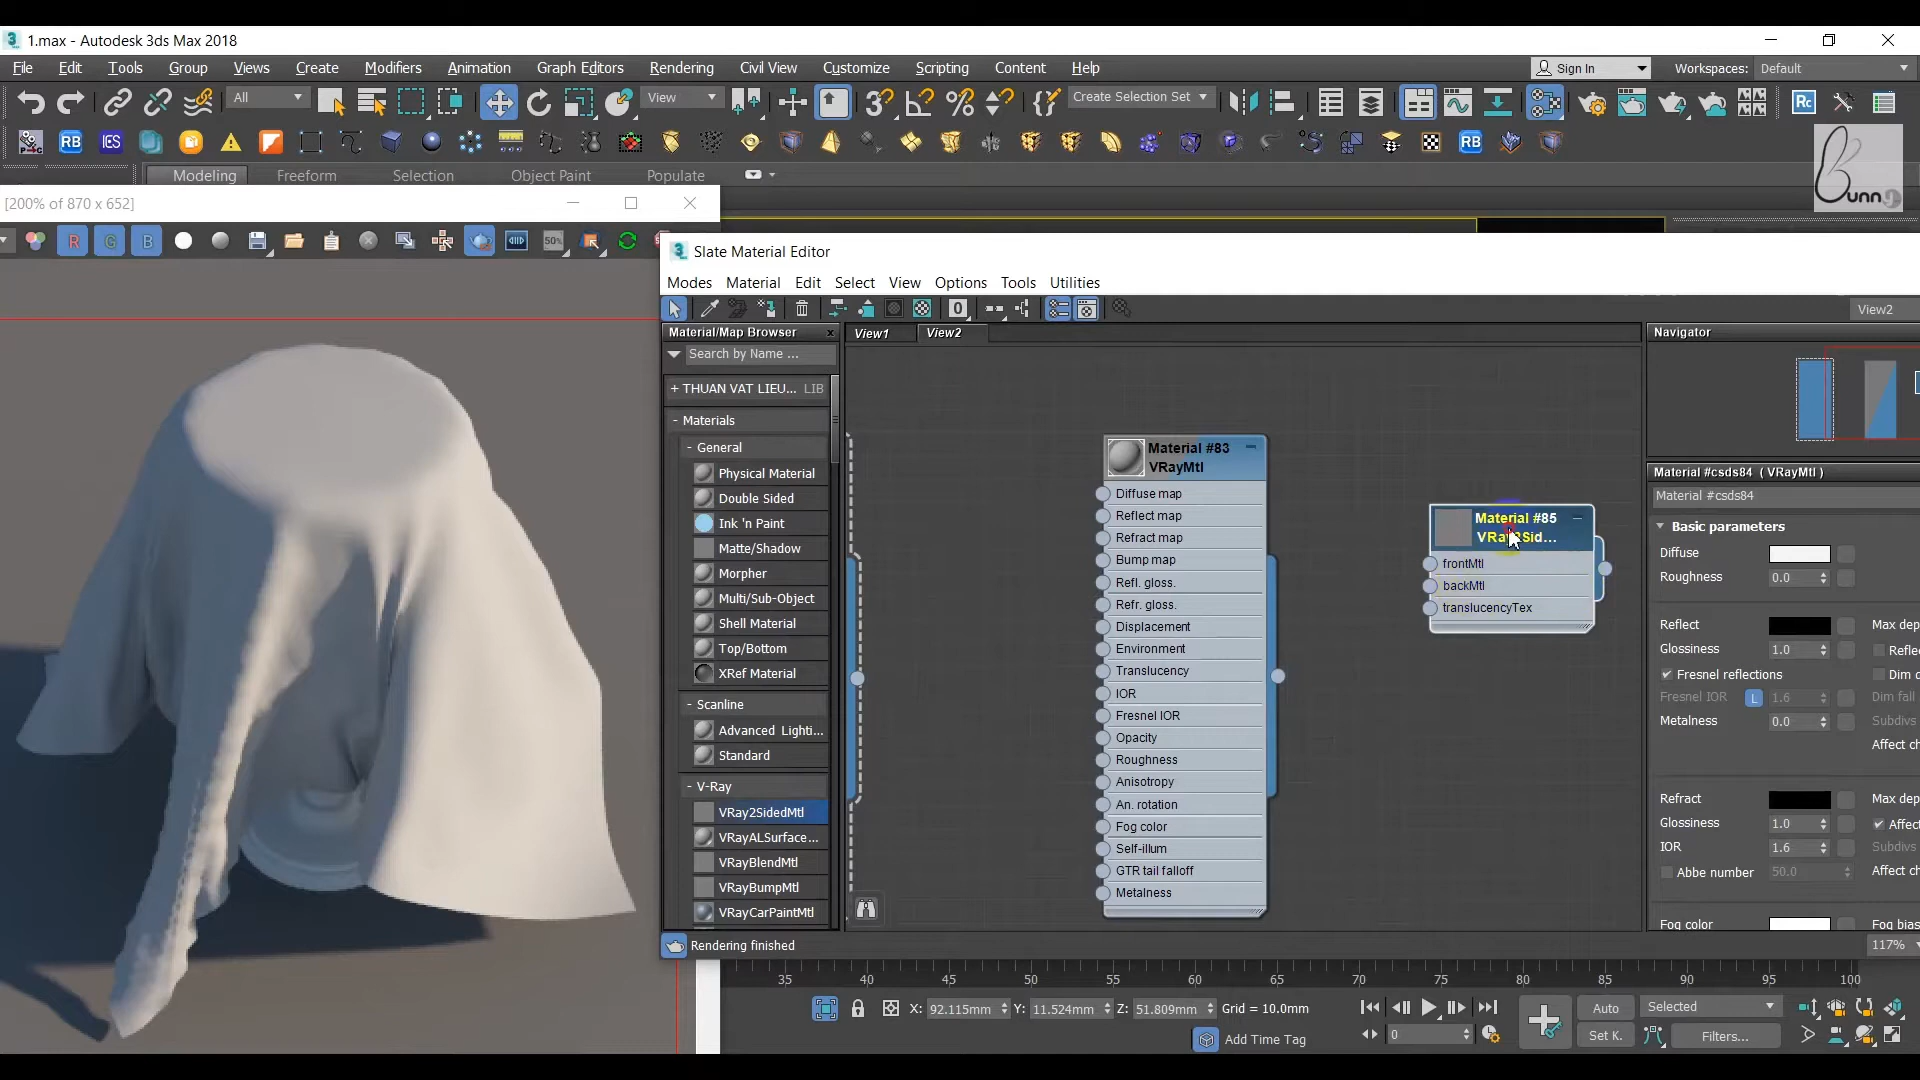 1.max - Autodesk 3ds Max 2018
File Edit Tools Group Views Create Modifiers Animation Graph Editors Rendering Civil View Customize Scripting Content Help
Sign In Workspaces: Default
All View Create Selection Set Rc
RB IES RB
Modeling Freeform Selection Object Paint Populate
Bunny
[200% of 870 x 652]
R G B 50%
Slate Material Editor
Modes Material Edit Select View Options Tools Utilities
0 View2
Material/Map Browser x View1 View2 Navigator
Search by Name ...
+ THUAN VAT LIEU... LIB
- Materials
- General
Physical Material
Double Sided
Ink 'n Paint
Matte/Shadow
Morpher
Multi/Sub-Object
Shell Material
Top/Bottom
XRef Material
- Scanline
Advanced Lighti...
Standard
- V-Ray
VRay2SidedMtl
VRayALSurface...
VRayBlendMtl
VRayBumpMtl
VRayCarPaintMtl
Material #83
VRayMtl
Diffuse map
Reflect map
Refract map
Bump map
Refl. gloss.
Refr. gloss.
Displacement
Environment
Translucency
IOR
Fresnel IOR
Opacity
Roughness
Anisotropy
An. rotation
Fog color
Self-illum
GTR tail falloff
Metalness
Material #85
frontMtl
backMtl
translucencyTex
Material #csds84 ( VRayMtl )
Material #csds84
Basic parameters
Diffuse
Roughness 0.0
Reflect Max dep
Glossiness 1.0 Refle
Fresnel reflections Dim d
Fresnel IOR L 1.6 Dim fall
Metalness 0.0 Subdivs
Affect ch
Refract Max dep
Glossiness 1.0 Affec
IOR 1.6 Subdivs
Abbe number 50.0 Affect ch
Fog color Fog bias
Rendering finished 117%
35 40 45 50 55 60 65 70 75 80 85 90 95 100
X: 92.115mm Y: 11.524mm Z: 51.809mm Grid = 10.0mm Auto Selected
Add Time Tag 0 Set K. Filters...